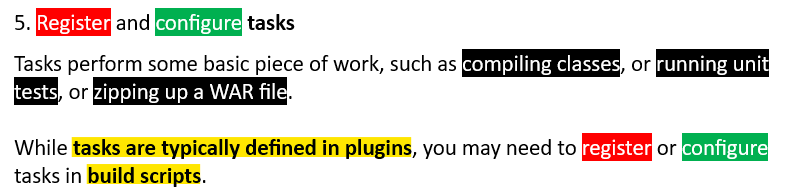 5. Register and configure tasks
Tasks perform some basic piece of work, such as compiling classes, or running unit
tests, or zipping up a WAR file.
While tasks are typically defined in plugins, you may need to register or configure
tasks in build scripts.